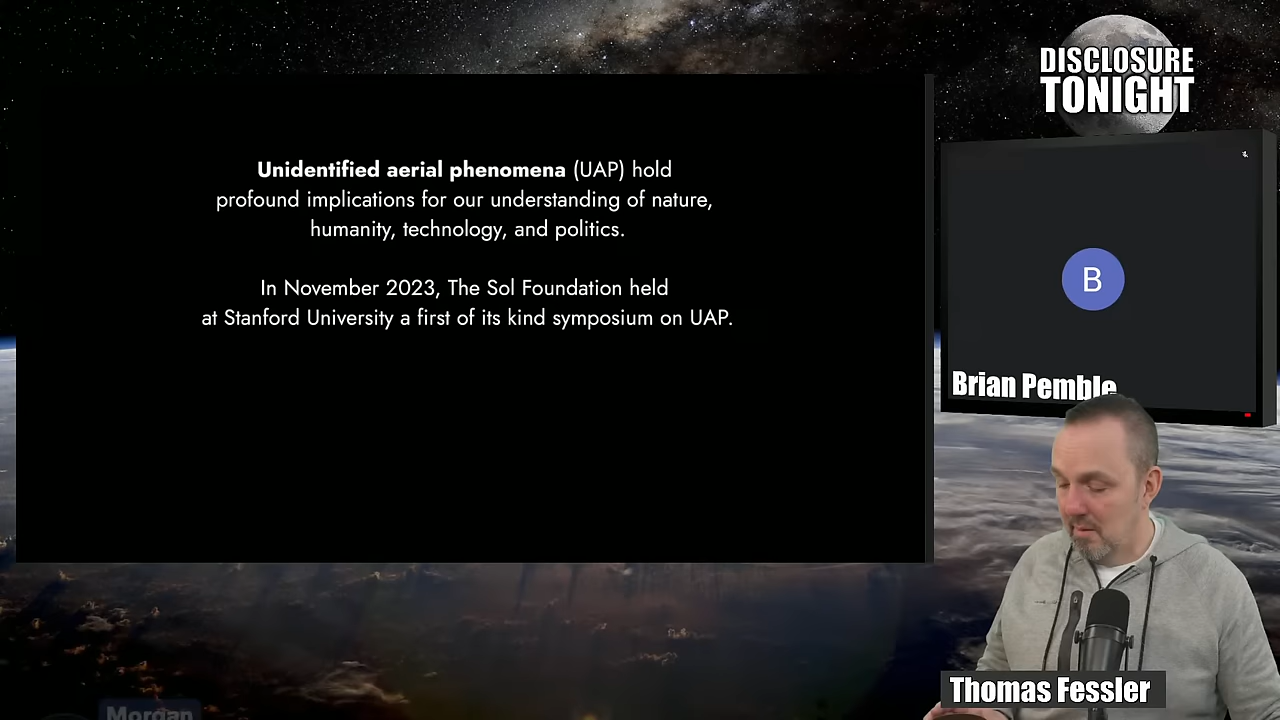 Unidentified aerial phenomena (UAP) hold
profound implications for our understanding of nature,
humanity, technology, and politics.
In November 2023, The Sol Foundation held
at Stanford University a first of its kind symposium on UAP.
DISCLOSURE
TONIGHT
B
Brian Pemble
Thomas Fessler
Morgan